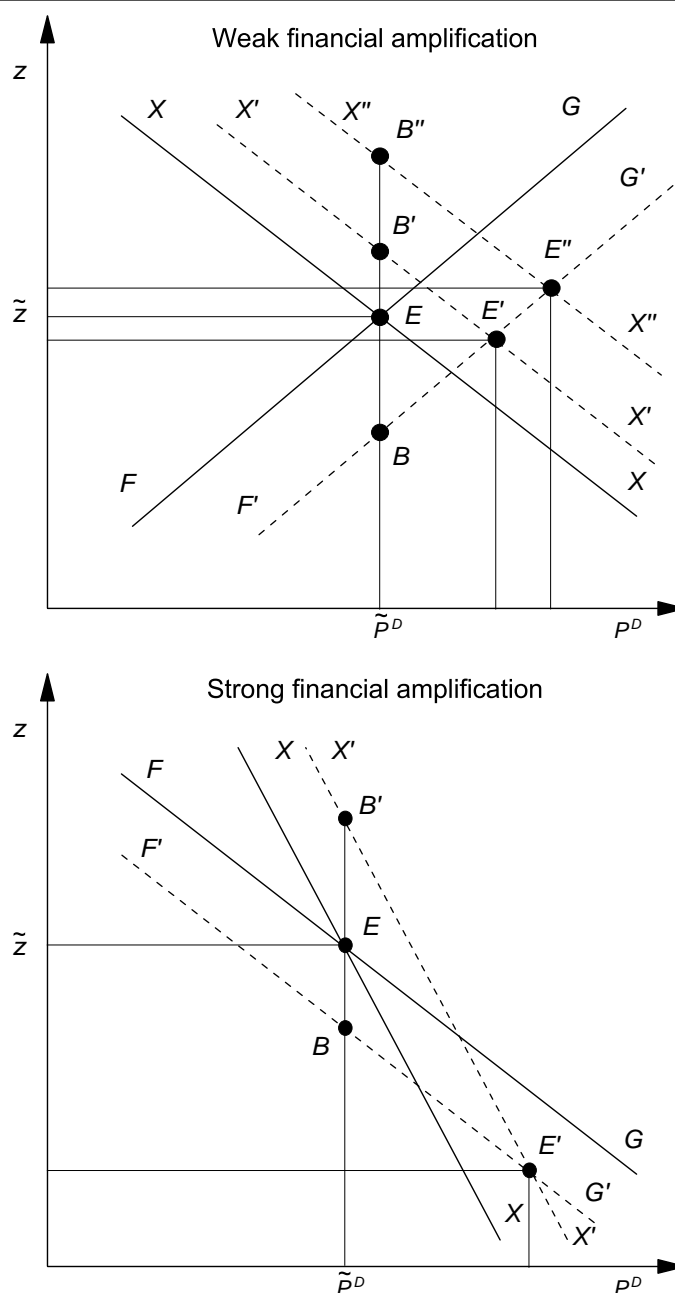 Weak financial amplification
z
X
X'
X"
B"
G
G'
B'
E"
z̃
E
E'
X"
X'
B
F
X
F'
P̃ᴰ
Pᴰ
Strong financial amplification
z
X
X'
F
B'
F'
E
z̃
B
G
E'
G'
X
X'
P̃ᴰ
Pᴰ